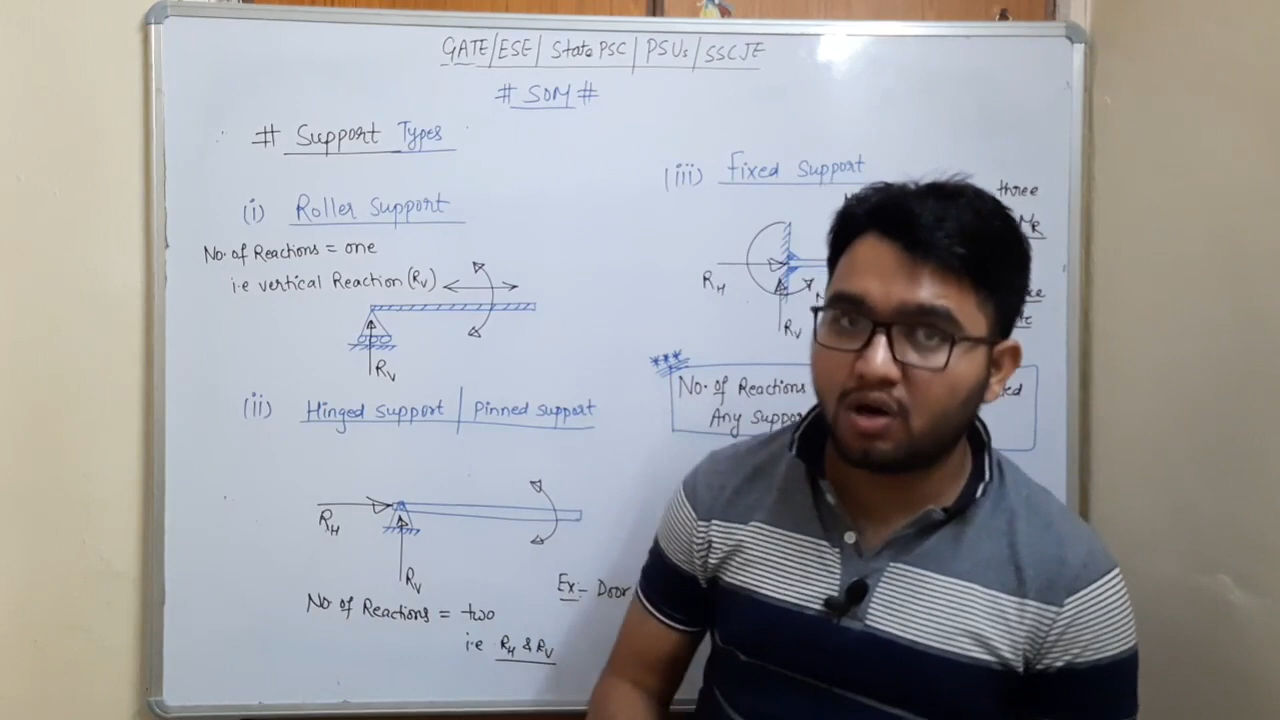 GATE/ESE/ State PSC/ PSUs/ SSCJE
# SOM #
# Support Types
(i) Roller Support
No. of Reactions = one
i.e vertical Reaction (RV)
RV
(ii) Hinged Support | Pinned Support
RH
RV
No. of Reactions = two
i.e RH & RV
Ex:- Door
(iii) Fixed Support
three
MR
RH
RV
***
No. of Reactions
Any Suppo